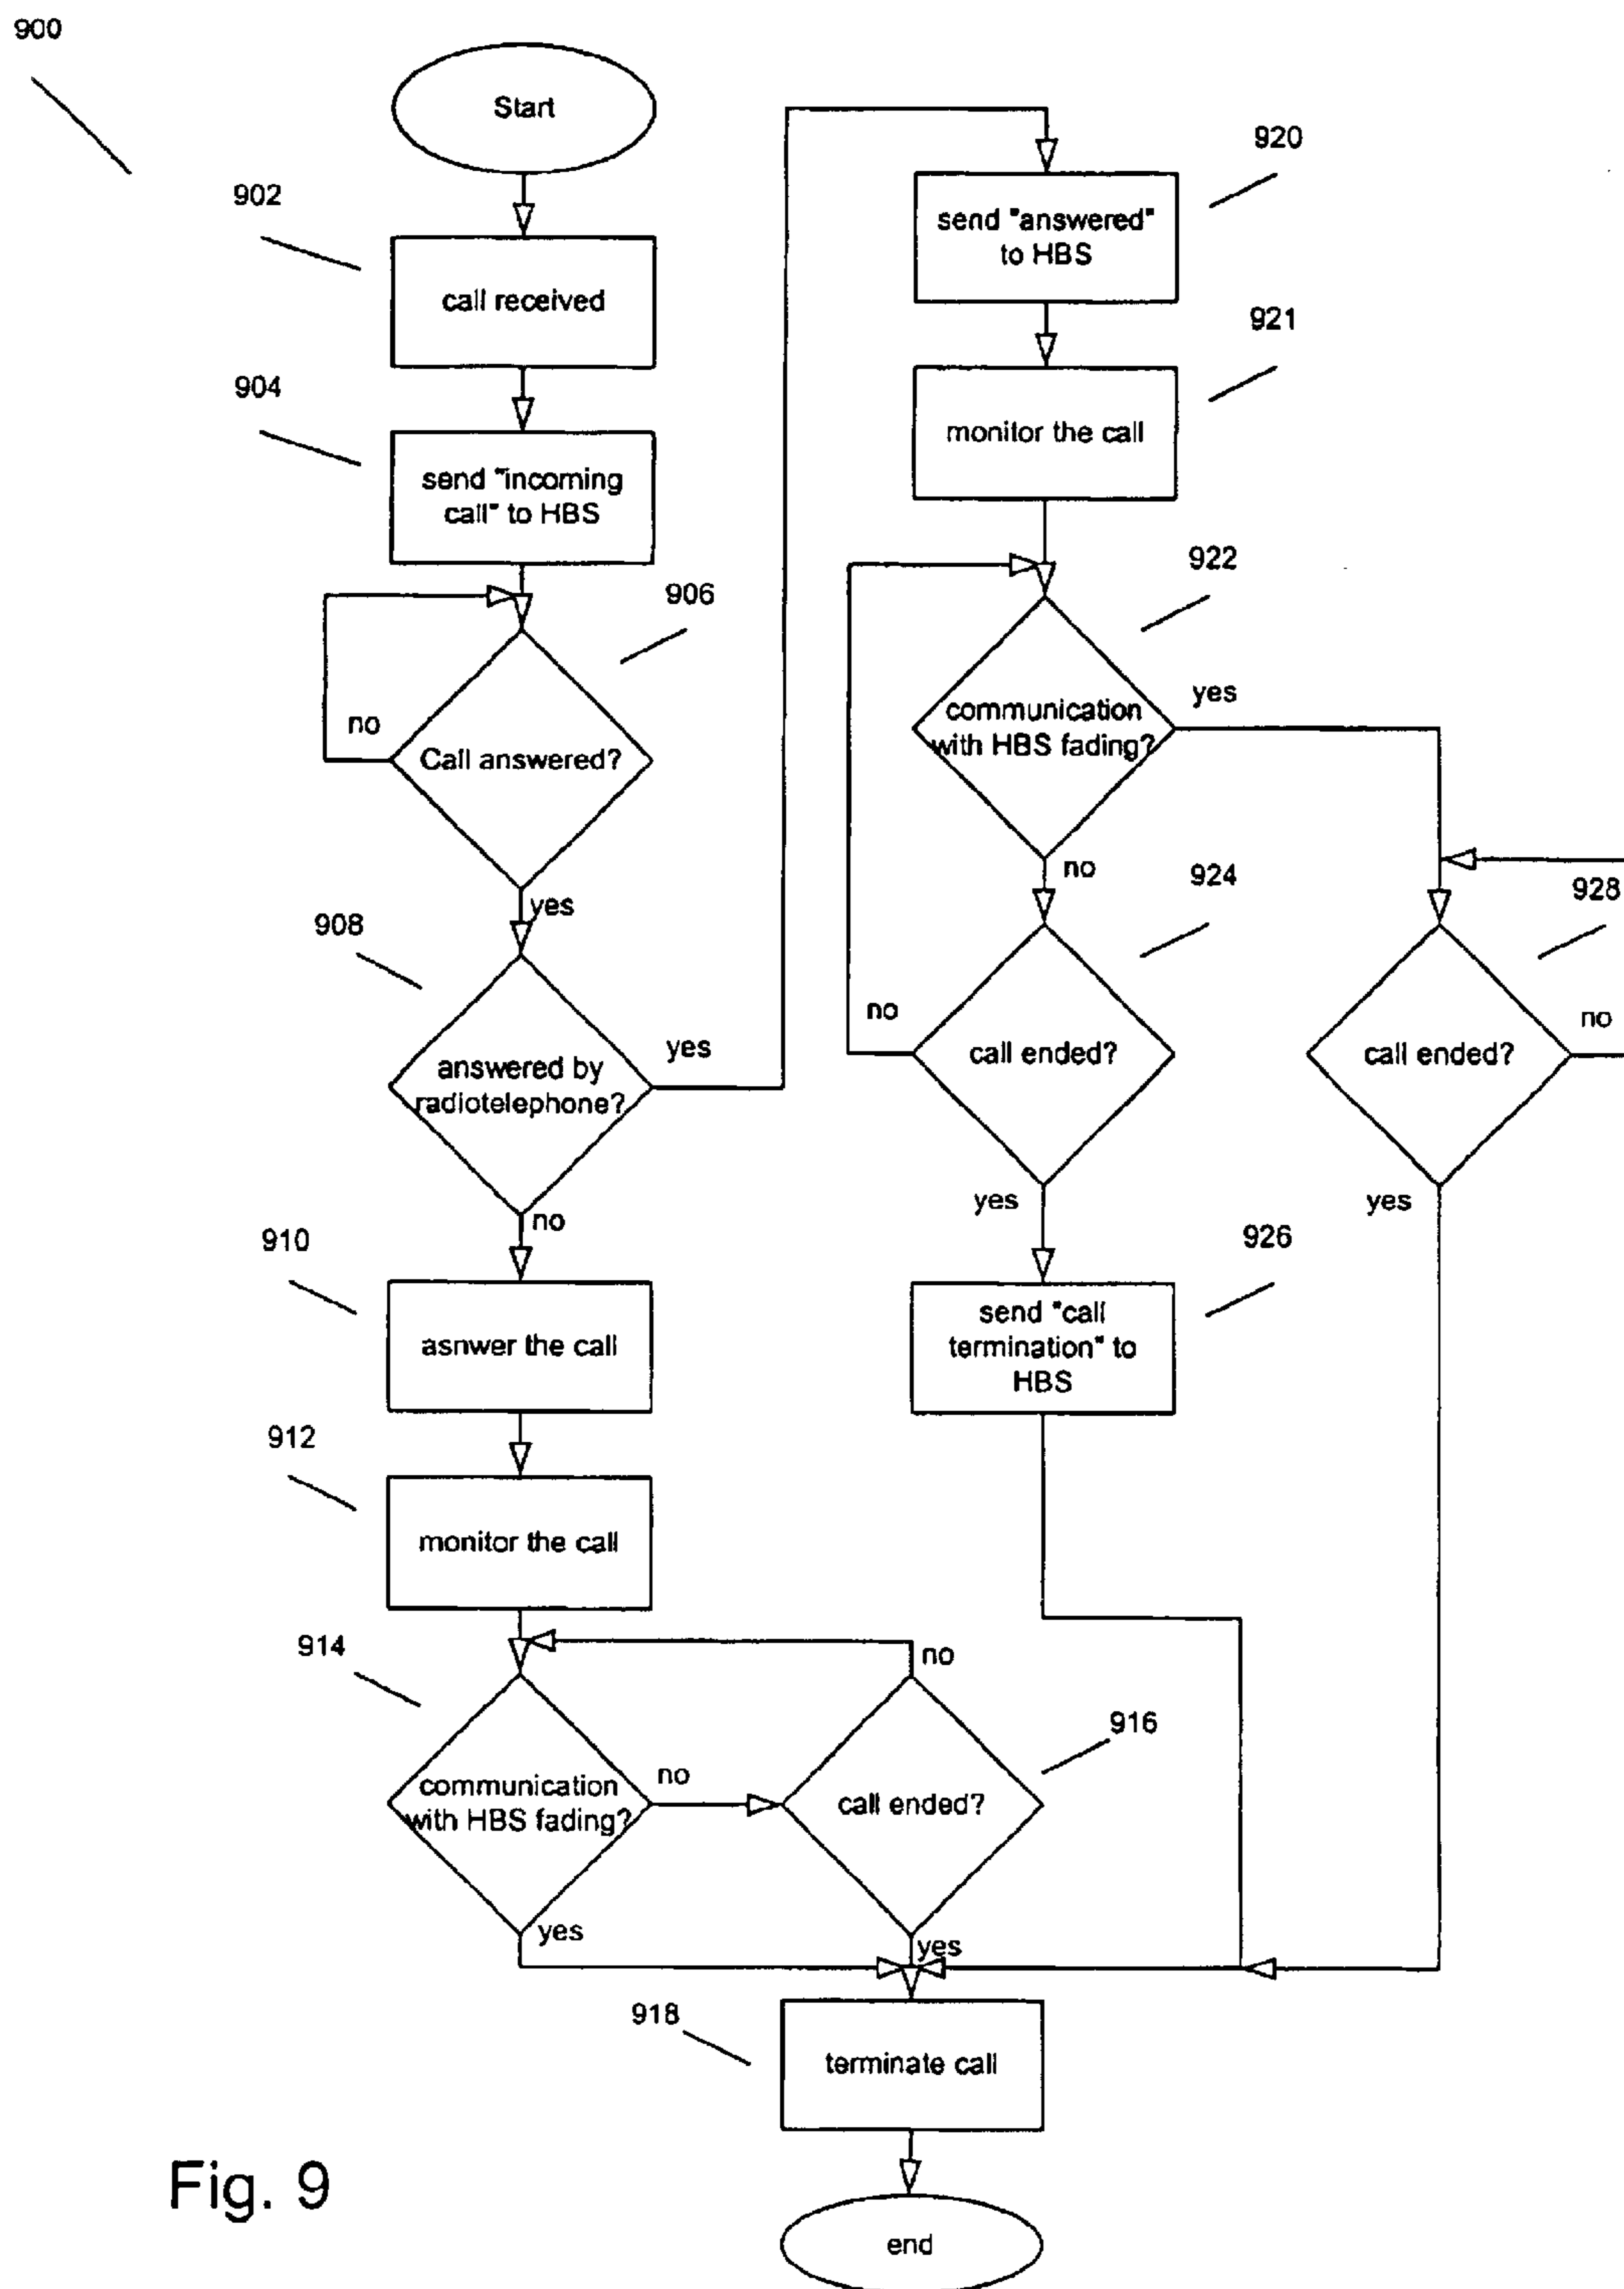 900
Start
902
call received
904
send "incoming
call" to HBS
906
no
Call answered?
yes
908
answered by
radiotelephone?
yes
no
910
asnwer the call
912
monitor the call
914
communication
with HBS fading?
no
yes
916
no
call ended?
yes
918
terminate call
end
920
send "answered"
to HBS
921
monitor the call
922
communication
with HBS fading?
yes
no
924
no
call ended?
yes
926
send "call
termination" to
HBS
928
call ended?
no
yes
Fig. 9